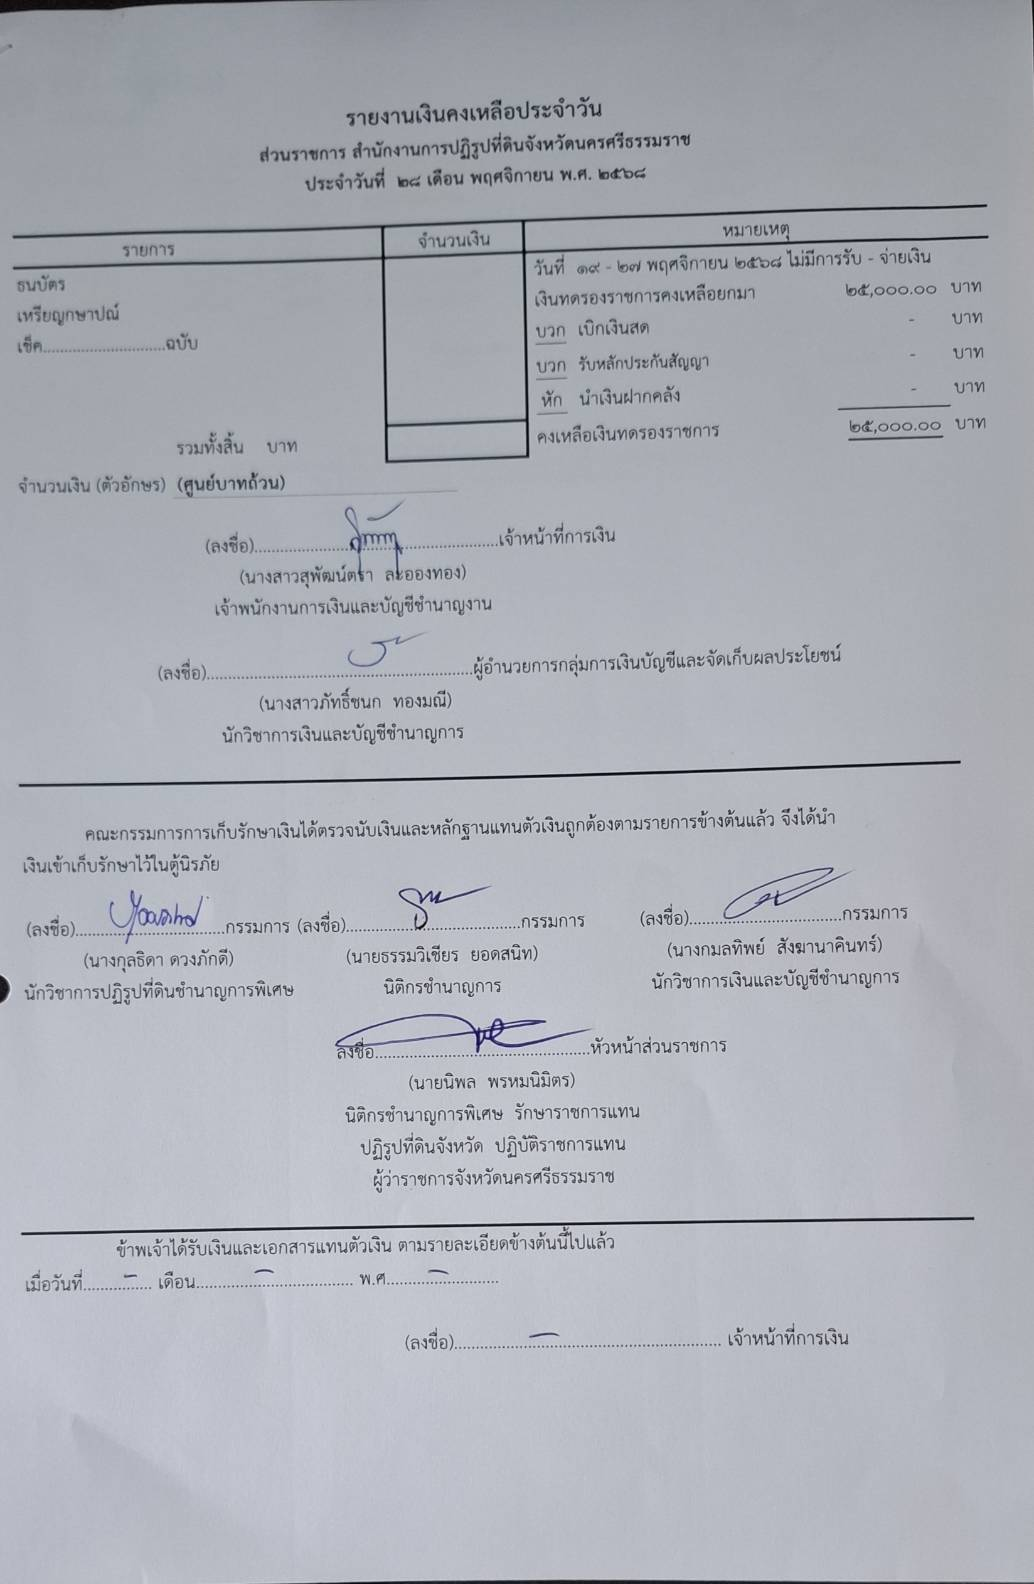 รายงานเงินคงเหลือประจำวัน
ส่วนราชการ สำนักงานการปฏิรูปที่ดินจังหวัดนครศรีธรรมราช
ประจำวันที่ ๒๘ เดือน พฤศจิกายน พ.ศ. ๒๕๖๘
รายการ จำนวนเงิน หมายเหตุ
ธนบัตร
เหรียญกษาปณ์
เช็ค..............................ฉบับ
รวมทั้งสิ้น บาท
วันที่ ๑๙ - ๒๗ พฤศจิกายน ๒๕๖๘ ไม่มีการรับ - จ่ายเงิน
เงินทดรองราชการคงเหลือยกมา ๒๕,๐๐๐.๐๐ บาท
บวก เบิกเงินสด - บาท
บวก รับหลักประกันสัญญา - บาท
หัก นำเงินฝากคลัง - บาท
คงเหลือเงินทดรองราชการ ๒๕,๐๐๐.๐๐ บาท
จำนวนเงิน (ตัวอักษร) (ศูนย์บาทถ้วน)
(ลงชื่อ)..........................................................เจ้าหน้าที่การเงิน
(นางสาวสุพัฒน์ตรา ละอองทอง)
เจ้าพนักงานการเงินและบัญชีชำนาญงาน
(ลงชื่อ)...............................................................ผู้อำนวยการกลุ่มการเงินบัญชีและจัดเก็บผลประโยชน์
(นางสาวภัทธิ์ชนก ทองมณี)
นักวิชาการเงินและบัญชีชำนาญการ
คณะกรรมการการเก็บรักษาเงินได้ตรวจนับเงินและหลักฐานแทนตัวเงินถูกต้องตามรายการข้างต้นแล้ว จึงได้นำ
เงินเข้าเก็บรักษาไว้ในตู้นิรภัย
(ลงชื่อ)...................................กรรมการ (ลงชื่อ).........................................กรรมการ (ลงชื่อ)....................................กรรมการ
(นางกุลธิดา ดวงภักดี) (นายธรรมวิเชียร ยอดสนิท) (นางกมลทิพย์ สังฆานาคินทร์)
นักวิชาการปฏิรูปที่ดินชำนาญการพิเศษ นิติกรชำนาญการ นักวิชาการเงินและบัญชีชำนาญการ
ลงชื่อ...................................................หัวหน้าส่วนราชการ
(นายนิพล พรหมนิมิตร)
นิติกรชำนาญการพิเศษ รักษาราชการแทน
ปฏิรูปที่ดินจังหวัด ปฏิบัติราชการแทน
ผู้ว่าราชการจังหวัดนครศรีธรรมราช
ข้าพเจ้าได้รับเงินและเอกสารแทนตัวเงิน ตามรายละเอียดข้างต้นนี้ไปแล้ว
เมื่อวันที่.......–....... เดือน...............–................... พ.ศ..........–..............
(ลงชื่อ)..................–........................................... เจ้าหน้าที่การเงิน